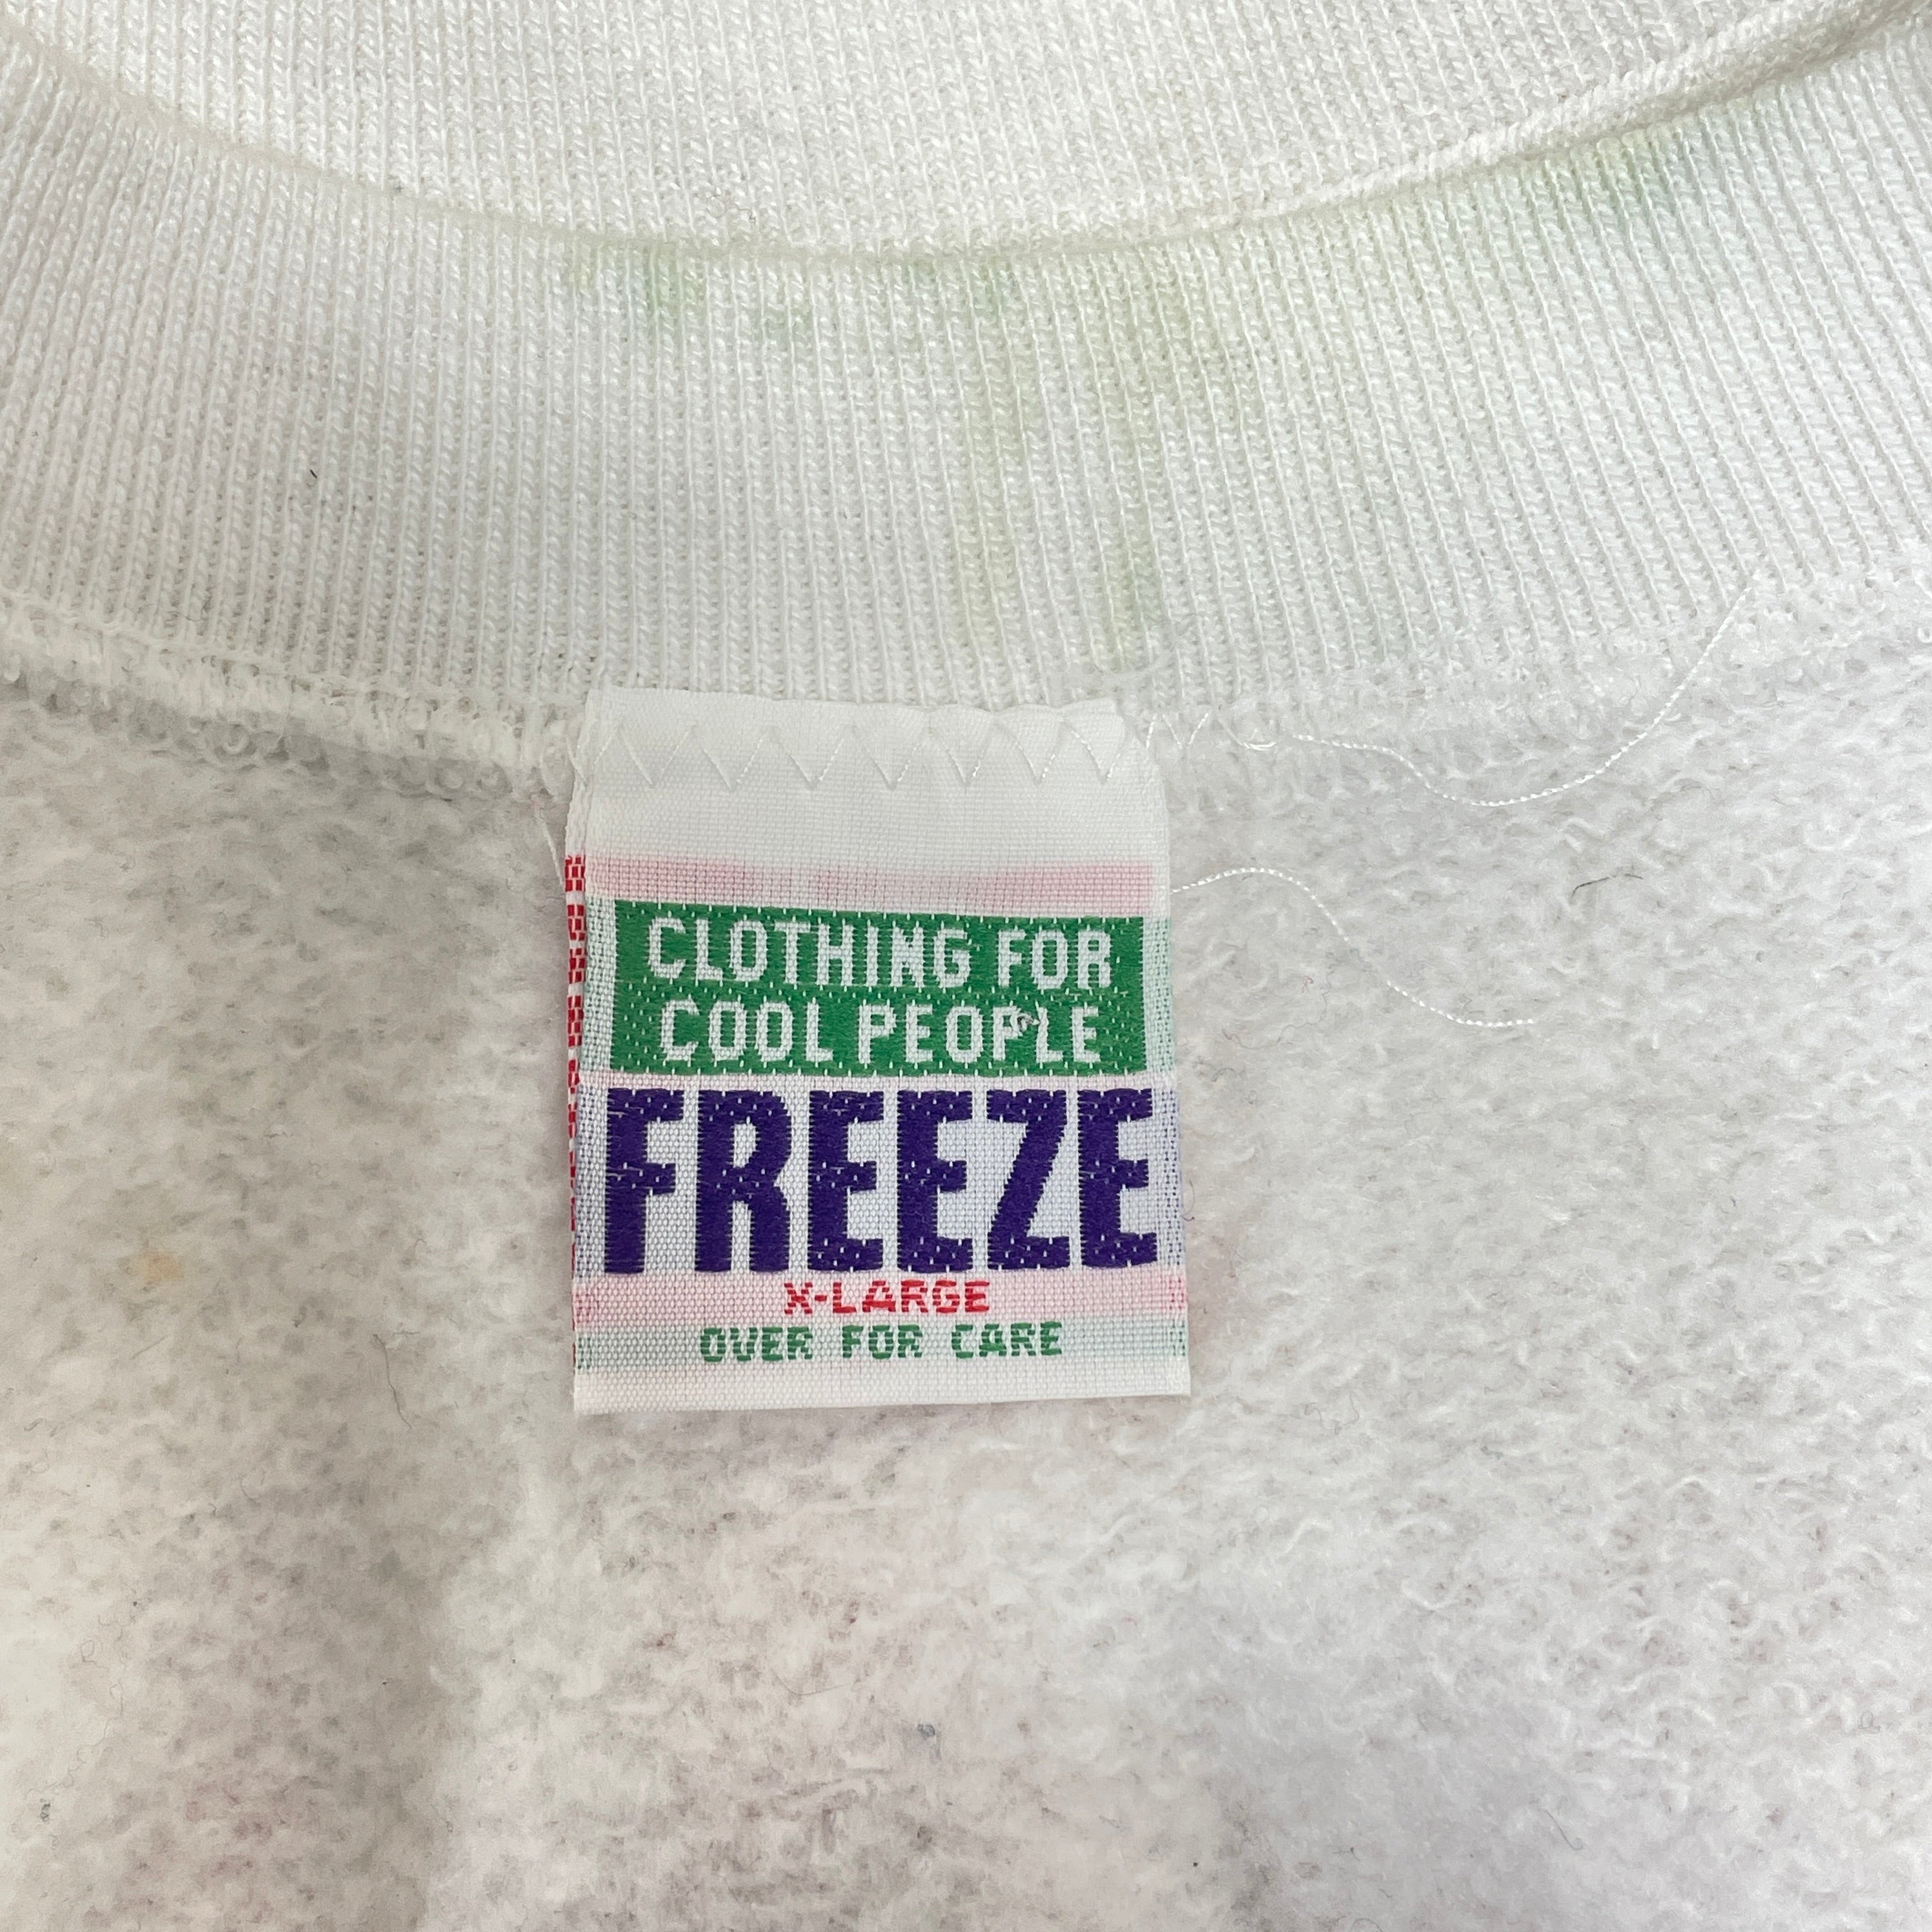 CLOTHING FOR
COOL PEOPLE
FREEZE
X-LARGE
OVER FOR CARE